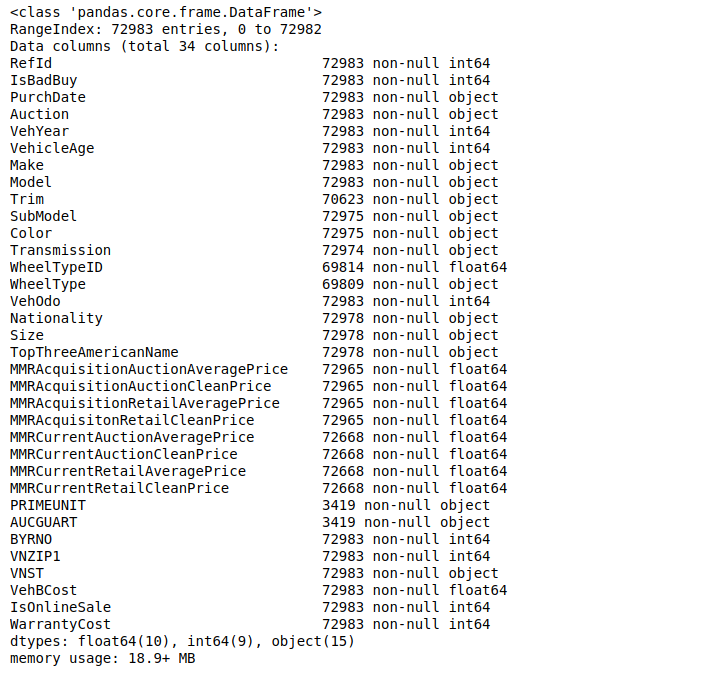 <class 'pandas.core.frame.DataFrame'>
RangeIndex: 72983 entries, 0 to 72982
Data columns (total 34 columns):
RefId                                72983 non-null int64
IsBadBuy                             72983 non-null int64
PurchDate                            72983 non-null object
Auction                              72983 non-null object
VehYear                              72983 non-null int64
VehicleAge                           72983 non-null int64
Make                                 72983 non-null object
Model                                72983 non-null object
Trim                                 70623 non-null object
SubModel                             72975 non-null object
Color                                72975 non-null object
Transmission                         72974 non-null object
WheelTypeID                          69814 non-null float64
WheelType                            69809 non-null object
VehOdo                               72983 non-null int64
Nationality                          72978 non-null object
Size                                 72978 non-null object
TopThreeAmericanName                 72978 non-null object
MMRAcquisitionAuctionAveragePrice    72965 non-null float64
MMRAcquisitionAuctionCleanPrice      72965 non-null float64
MMRAcquisitionRetailAveragePrice     72965 non-null float64
MMRAcquisitonRetailCleanPrice        72965 non-null float64
MMRCurrentAuctionAveragePrice        72668 non-null float64
MMRCurrentAuctionCleanPrice          72668 non-null float64
MMRCurrentRetailAveragePrice         72668 non-null float64
MMRCurrentRetailCleanPrice           72668 non-null float64
PRIMEUNIT                            3419 non-null object
AUCGUART                             3419 non-null object
BYRNO                                72983 non-null int64
VNZIP1                               72983 non-null int64
VNST                                 72983 non-null object
VehBCost                             72983 non-null float64
IsOnlineSale                         72983 non-null int64
WarrantyCost                         72983 non-null int64
dtypes: float64(10), int64(9), object(15)
memory usage: 18.9+ MB